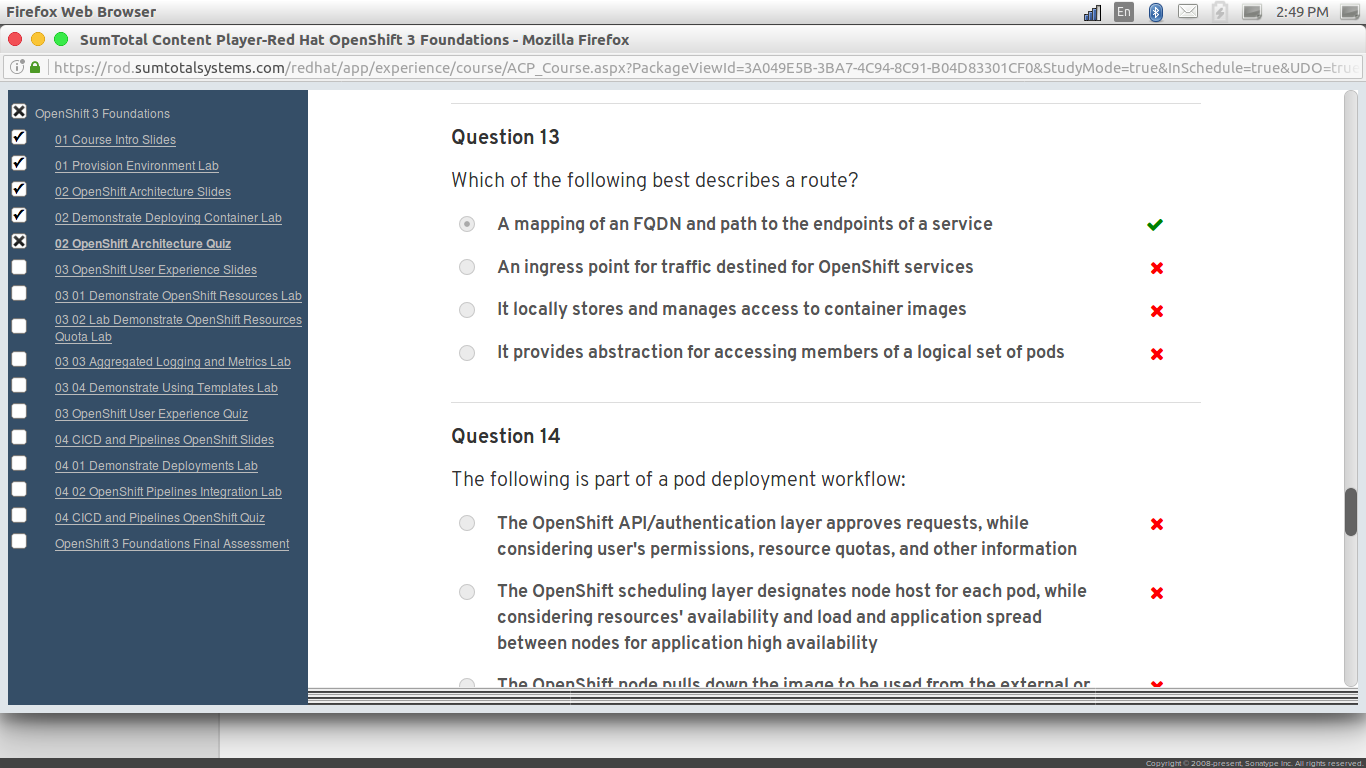 Firefox Web Browser
En
2:49 PM
SumTotal Content Player-Red Hat OpenShift 3 Foundations - Mozilla Firefox
https://rod.sumtotalsystems.com/redhat/app/experience/course/ACP_Course.aspx?PackageViewId=3A049E5B-3BA7-4C94-8C91-B04D83301CF0&StudyMode=true&InSchedule=true&UDO=true
OpenShift 3 Foundations
01 Course Intro Slides
01 Provision Environment Lab
02 OpenShift Architecture Slides
02 Demonstrate Deploying Container Lab
02 OpenShift Architecture Quiz
03 OpenShift User Experience Slides
03 01 Demonstrate OpenShift Resources Lab
03 02 Lab Demonstrate OpenShift Resources
Quota Lab
03 03 Aggregated Logging and Metrics Lab
03 04 Demonstrate Using Templates Lab
03 OpenShift User Experience Quiz
04 CICD and Pipelines OpenShift Slides
04 01 Demonstrate Deployments Lab
04 02 OpenShift Pipelines Integration Lab
04 CICD and Pipelines OpenShift Quiz
OpenShift 3 Foundations Final Assessment
Question 13
Which of the following best describes a route?
A mapping of an FQDN and path to the endpoints of a service
An ingress point for traffic destined for OpenShift services
It locally stores and manages access to container images
It provides abstraction for accessing members of a logical set of pods
Question 14
The following is part of a pod deployment workflow:
The OpenShift API/authentication layer approves requests, while
considering user's permissions, resource quotas, and other information
The OpenShift scheduling layer designates node host for each pod, while
considering resources' availability and load and application spread
between nodes for application high availability
The OpenShift node pulls down the image to be used from the external or
Copyright © 2008-present, Sonatype Inc. All rights reserved.